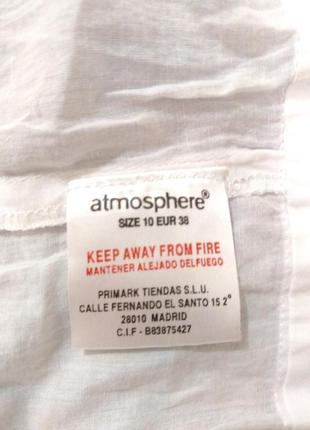 atmosphere®
SIZE 10 EUR 38
KEEP AWAY FROM FIRE
MANTENER ALEJADO DELFUEGO
PRIMARK TIENDAS S.L.U.
CALLE FERNANDO EL SANTO 15 2°
28010 MADRID
C.I.F - B83875427